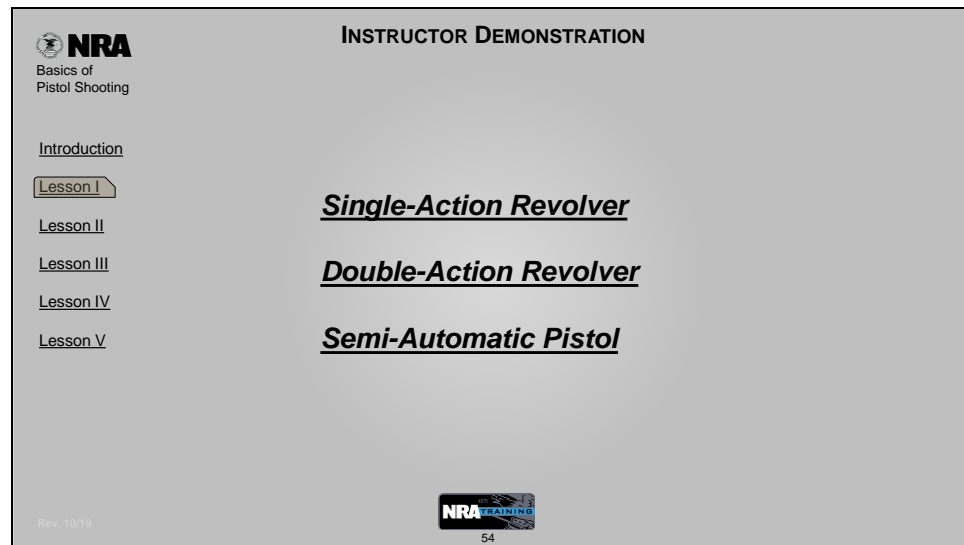 INSTRUCTOR DEMONSTRATION
NRA
Basics of
Pistol Shooting
Introduction
Lesson I
Lesson II
Lesson III
Lesson IV
Lesson V
Single-Action Revolver
Double-Action Revolver
Semi-Automatic Pistol
Rev. 10/19
NRA TRAINING
54